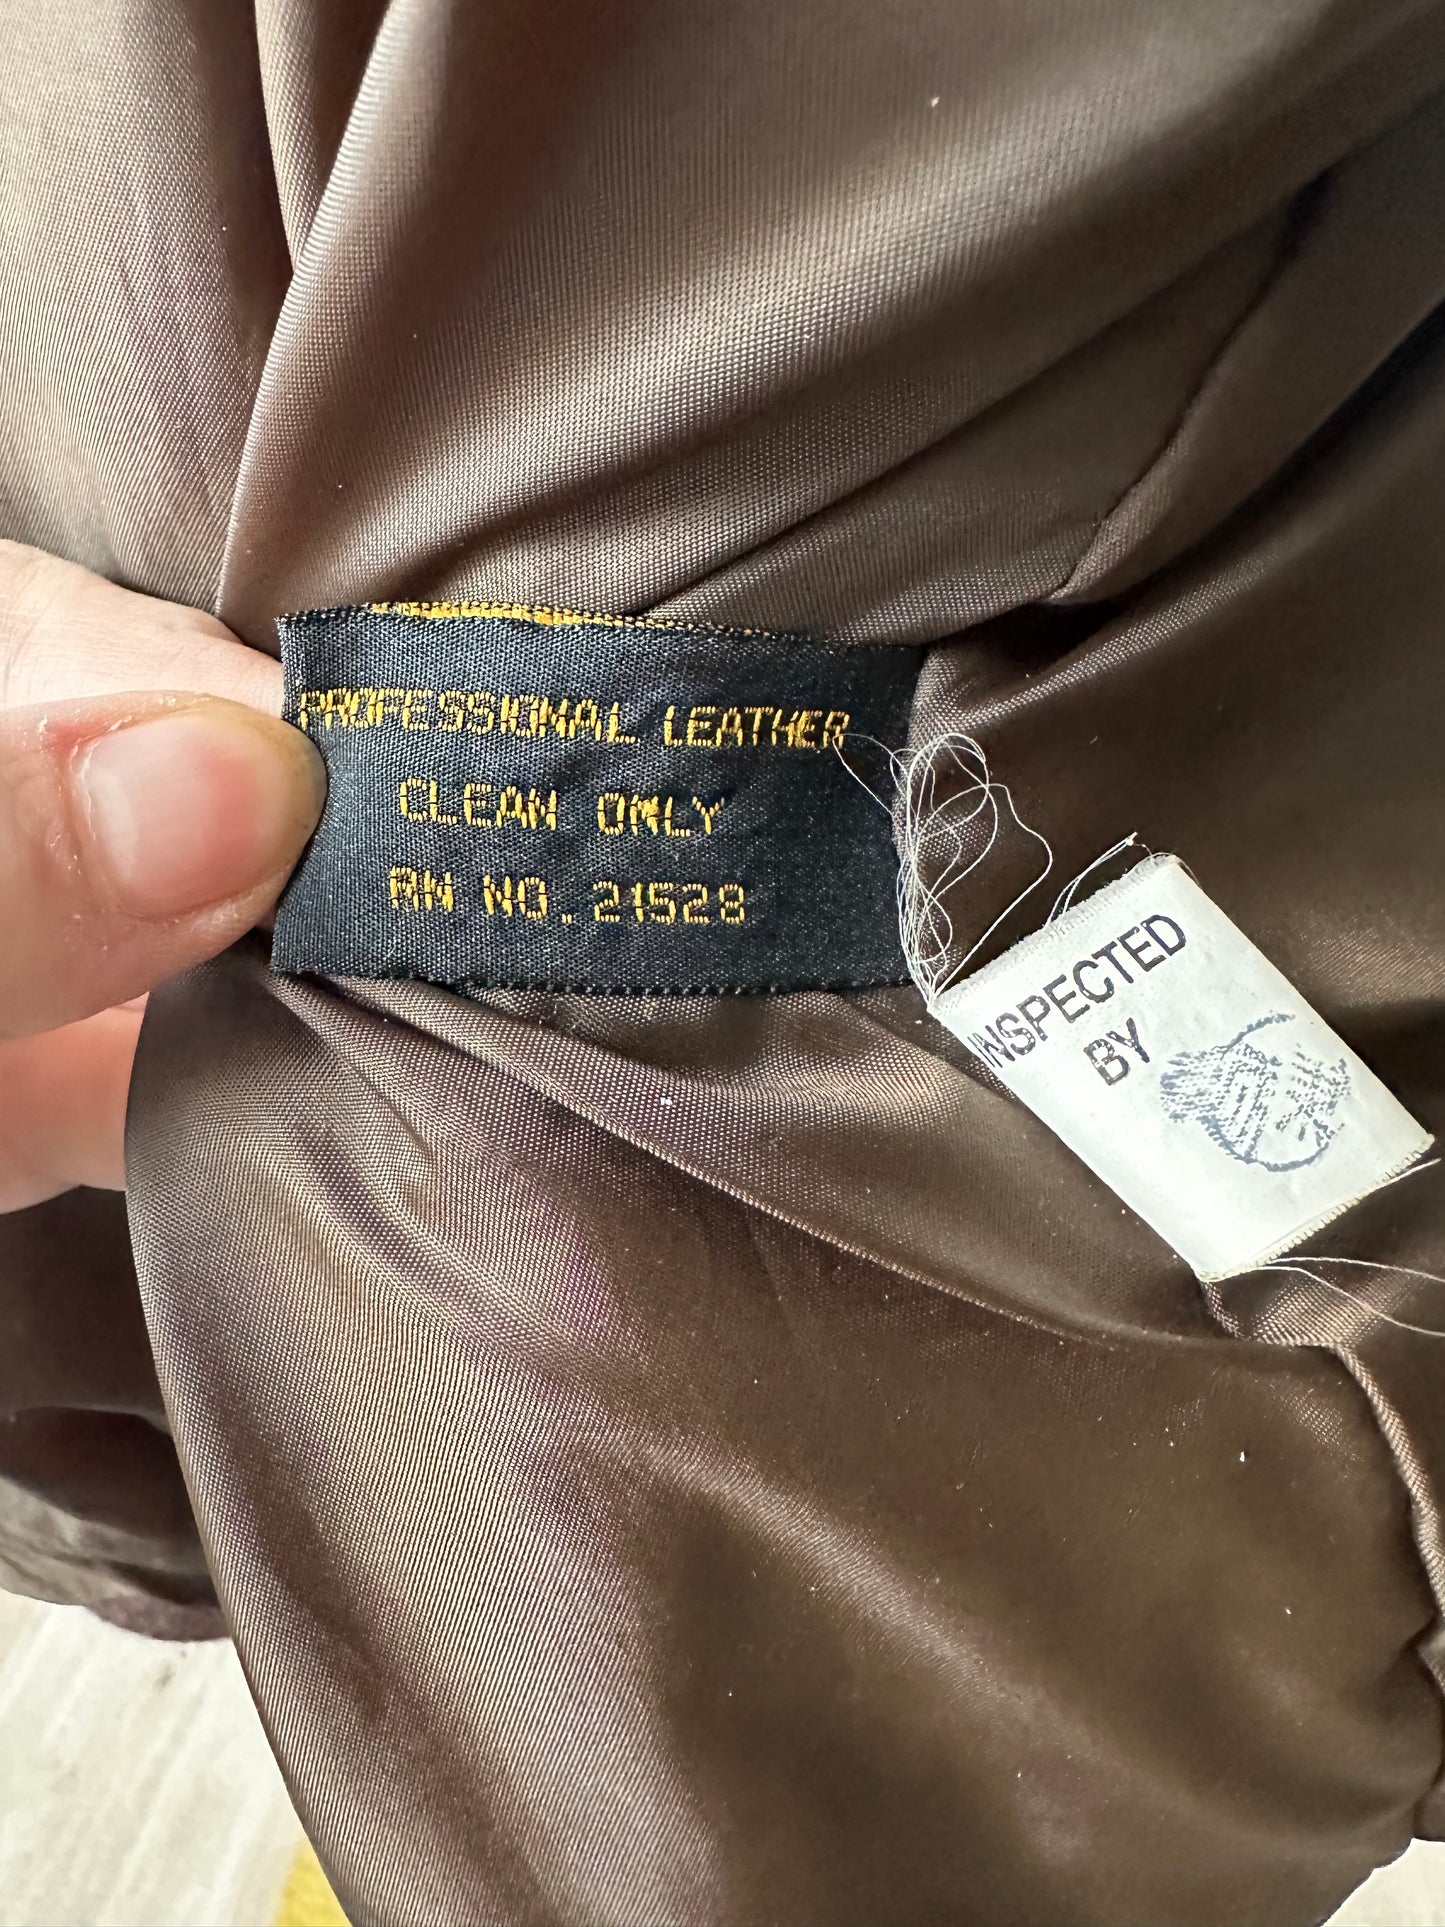 PROFESSIONAL LEATHER
CLEAN ONLY
RN NO. 21528
INSPECTED
BY